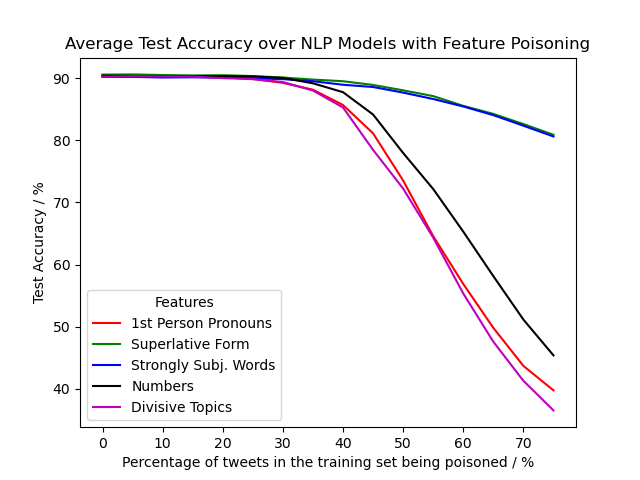 Average Test Accuracy over NLP Models with Feature Poisoning
Test Accuracy / %
90
80
70
60
50
40
Features
1st Person Pronouns
Superlative Form
Strongly Subj. Words
Numbers
Divisive Topics
0 10 20 30 40 50 60 70
Percentage of tweets in the training set being poisoned / %